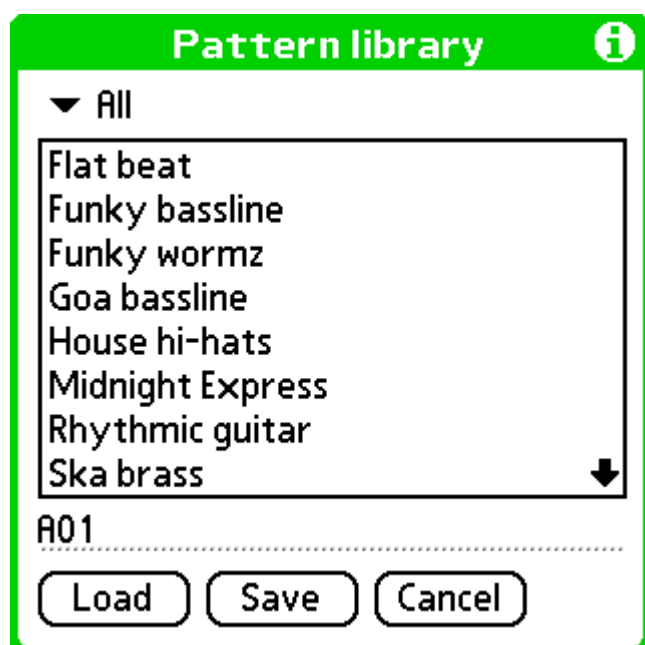 Pattern library
All
Flat beat
Funky bassline
Funky wormz
Goa bassline
House hi-hats
Midnight Express
Rhythmic guitar
Ska brass
A01
Load Save Cancel